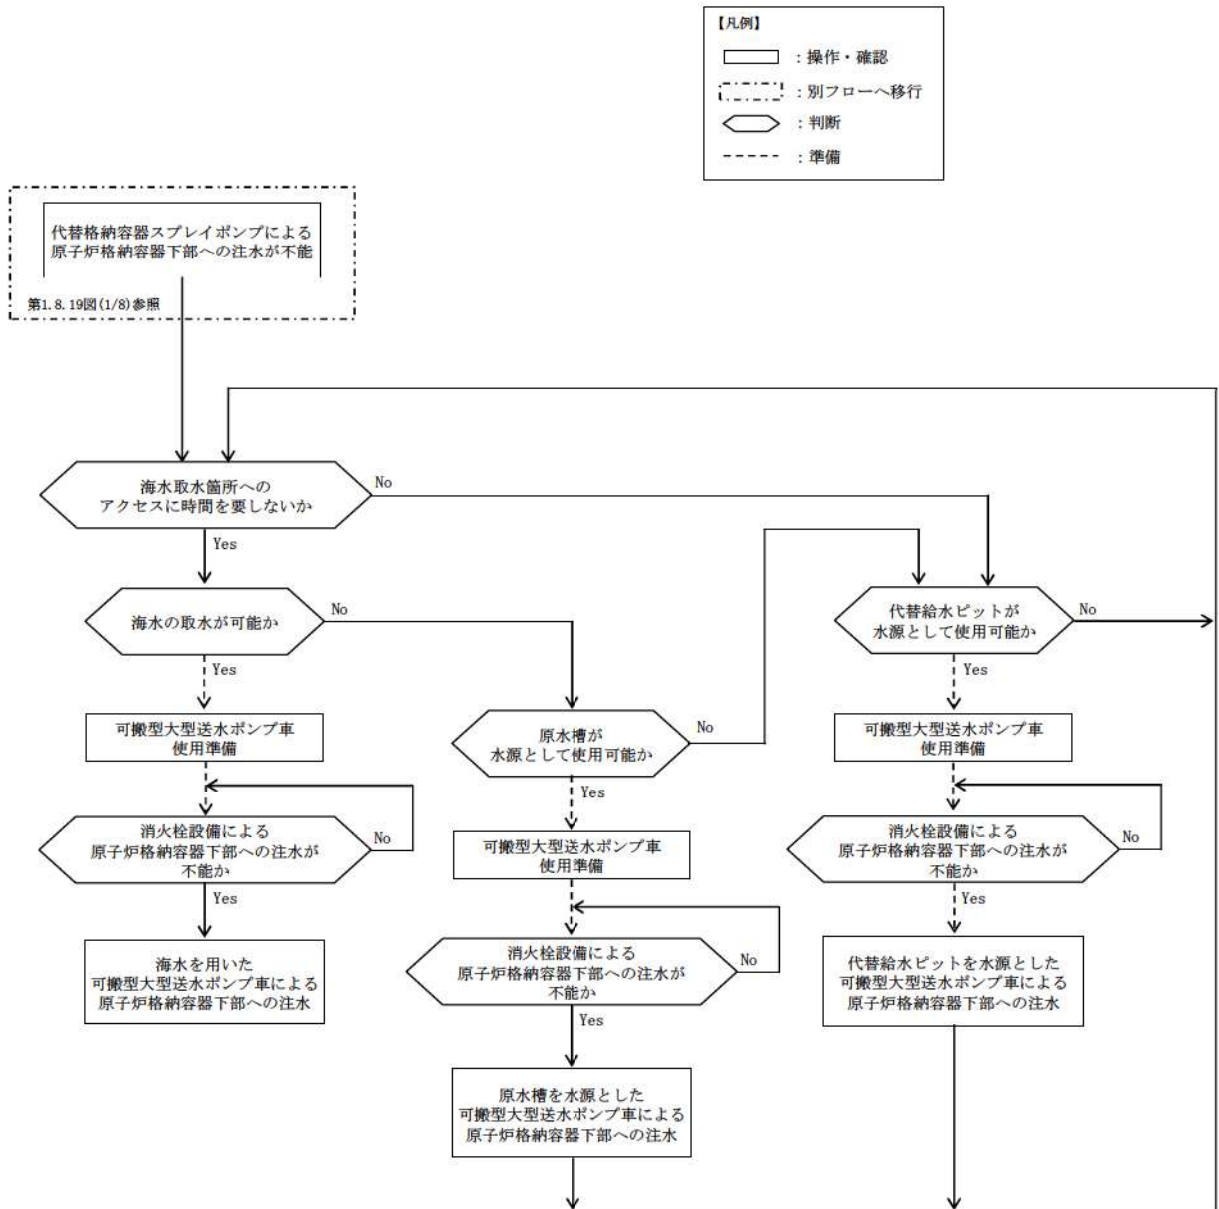 【凡例】
：操作・確認
：別フローへ移行
：判断
：準備
代替格納容器スプレイポンプによる
原子炉格納容器下部への注水が不能
第1.8.19図(1/8)参照
海水取水箇所への
アクセスに時間を要しないか
No
Yes
海水の取水が可能か
No
Yes
代替給水ピットが
水源として使用可能か
No
Yes
可搬型大型送水ポンプ車
使用準備
原水槽が
水源として使用可能か
No
Yes
可搬型大型送水ポンプ車
使用準備
消火栓設備による
原子炉格納容器下部への注水が
不能か
No
Yes
可搬型大型送水ポンプ車
使用準備
消火栓設備による
原子炉格納容器下部への注水が
不能か
No
Yes
海水を用いた
可搬型大型送水ポンプ車による
原子炉格納容器下部への注水
消火栓設備による
原子炉格納容器下部への注水が
不能か
No
Yes
代替給水ピットを水源とした
可搬型大型送水ポンプ車による
原子炉格納容器下部への注水
原水槽を水源とした
可搬型大型送水ポンプ車による
原子炉格納容器下部への注水